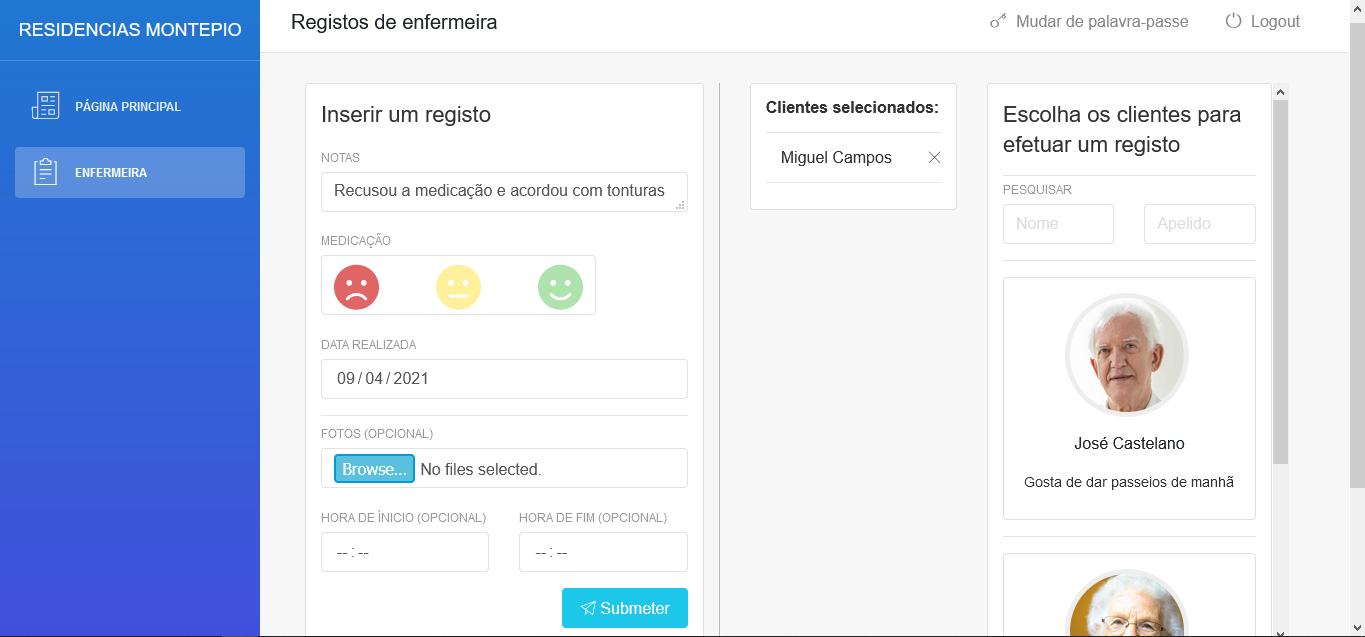 RESIDENCIAS MONTEPIO
PÁGINA PRINCIPAL
ENFERMEIRA
Registos de enfermeira
Mudar de palavra-passe
Logout
Inserir um registo
NOTAS
Recusou a medicação e acordou com tonturas
MEDICAÇÃO
DATA REALIZADA
09 / 04 / 2021
FOTOS (OPCIONAL)
Browse... No files selected.
HORA DE ÍNICIO (OPCIONAL)
HORA DE FIM (OPCIONAL)
-- : --
-- : --
Submeter
Clientes selecionados:
Miguel Campos
Escolha os clientes para
efetuar um registo
PESQUISAR
Nome
Apelido
José Castelano
Gosta de dar passeios de manhã